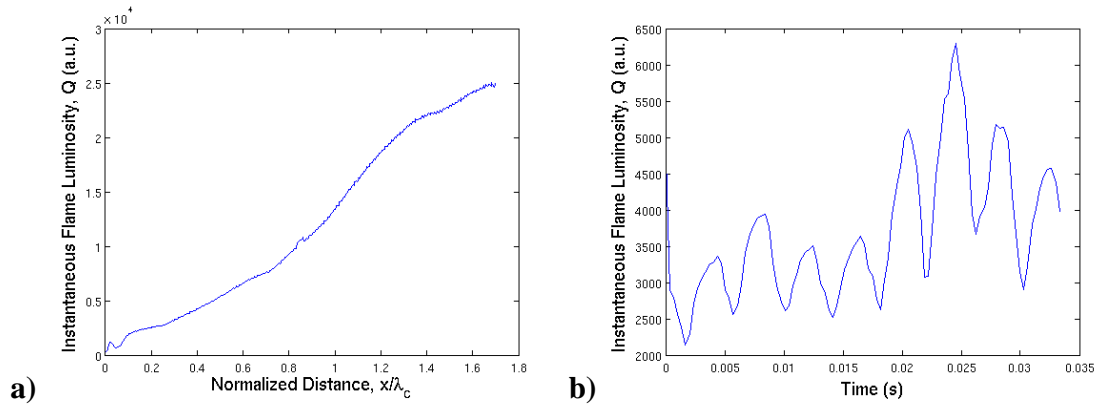 a)
Instantaneous Flame Luminosity, Q (a.u.)
× 10⁴
3
2.5
2
1.5
1
0.5
0
0 0.2 0.4 0.6 0.8 1 1.2 1.4 1.6 1.8
Normalized Distance, x/λ_c
b)
Instantaneous Flame Luminosity, Q (a.u.)
6500
6000
5500
5000
4500
4000
3500
3000
2500
2000
0 0.005 0.01 0.015 0.02 0.025 0.03 0.035
Time (s)